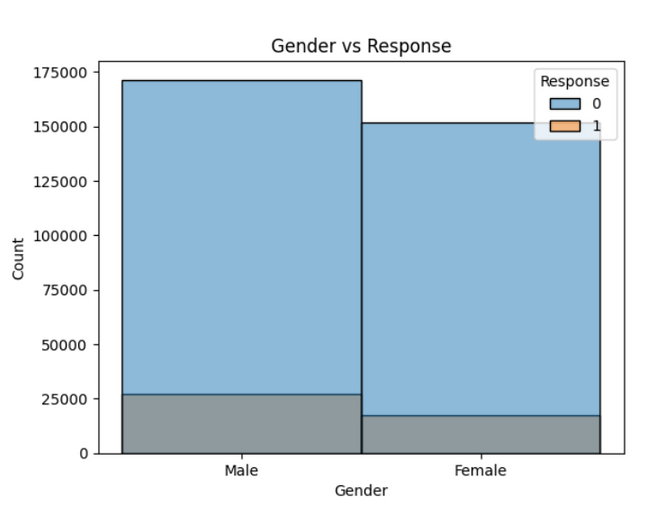 Gender vs Response
Response
0
1
175000
150000
125000
100000
75000
50000
25000
0
Count
Male Female
Gender